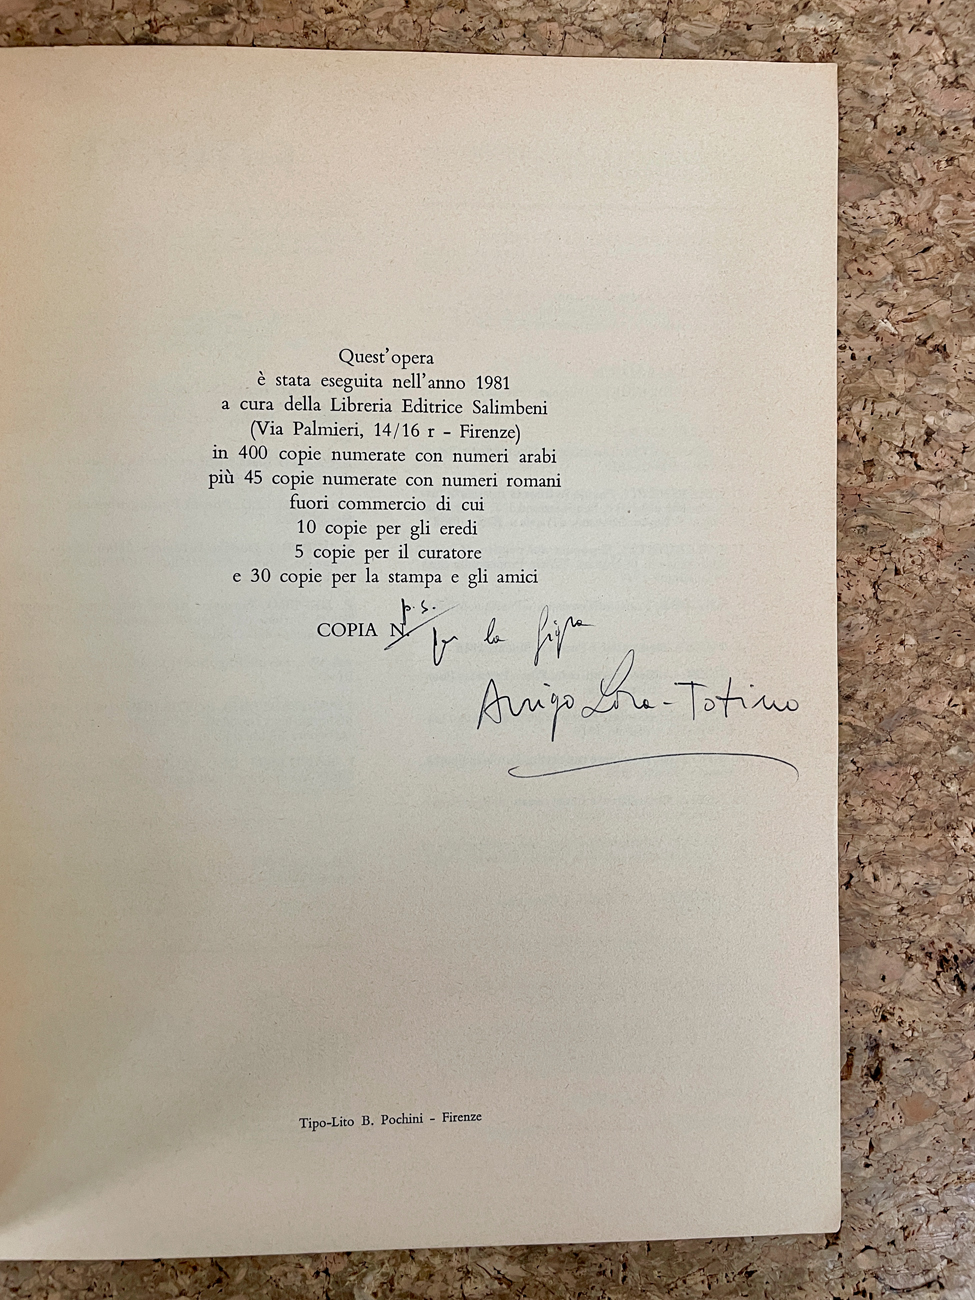 Quest'opera
è stata eseguita nell'anno 1981
a cura della Libreria Editrice Salimbeni
(Via Palmieri, 14/16 r - Firenze)
in 400 copie numerate con numeri arabi
più 45 copie numerate con numeri romani
fuori commercio di cui
10 copie per gli eredi
5 copie per il curatore
e 30 copie per la stampa e gli amici
p.s.
COPIA N. per la
Arrigo Lora-Totino
Tipo-Lito B. Pochini - Firenze